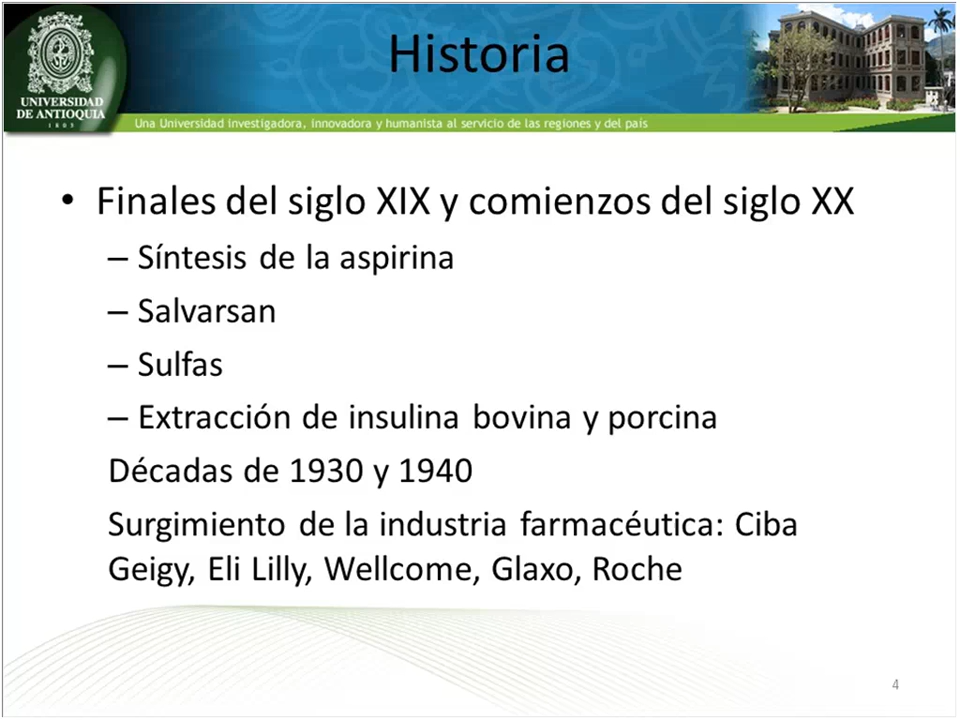 Historia
UNIVERSIDAD
DE ANTIOQUIA
1803
Una Universidad investigadora, innovadora y humanista al servicio de las regiones y del país
• Finales del siglo XIX y comienzos del siglo XX
– Síntesis de la aspirina
– Salvarsan
– Sulfas
– Extracción de insulina bovina y porcina
Décadas de 1930 y 1940
Surgimiento de la industria farmacéutica: Ciba
Geigy, Eli Lilly, Wellcome, Glaxo, Roche
4